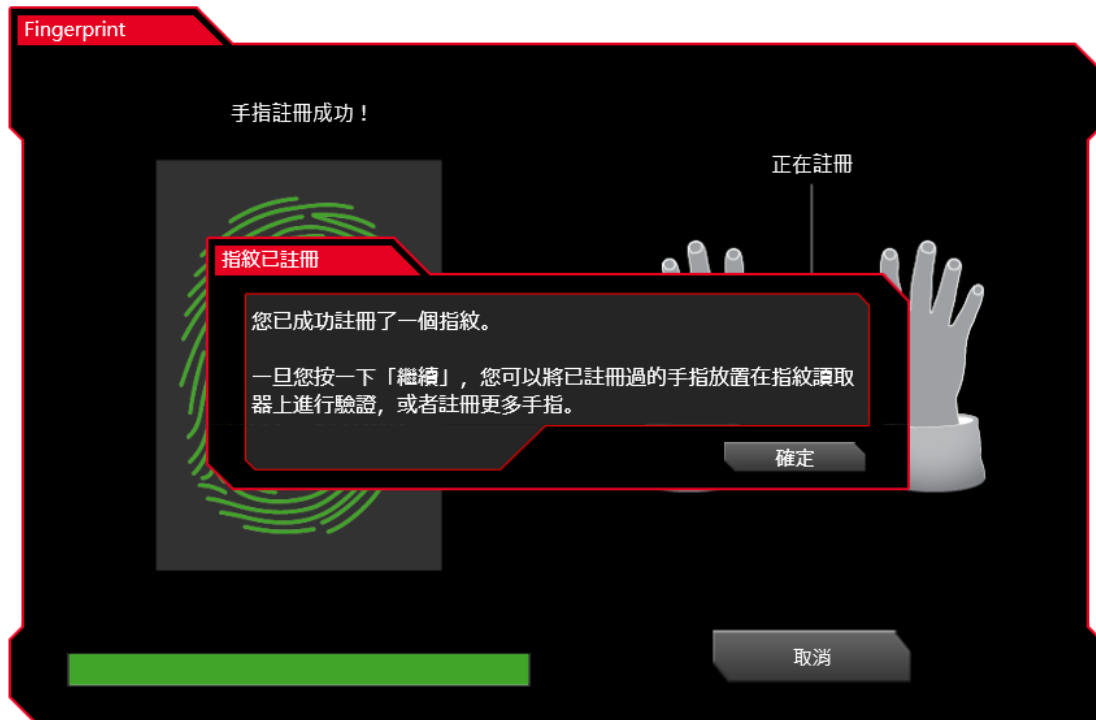 Fingerprint
手指註冊成功！
正在註冊
指紋已註冊
您已成功註冊了一個指紋。
一旦您按一下「繼續」，您可以將已註冊過的手指放置在指紋讀取
器上進行驗證，或者註冊更多手指。
確定
取消